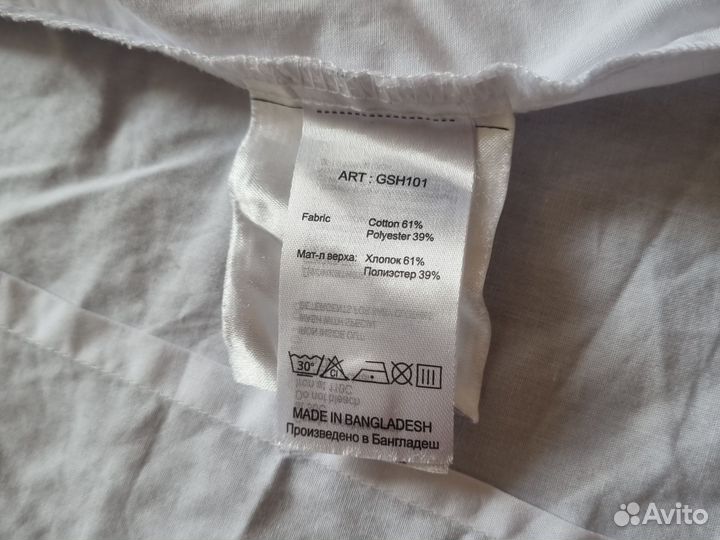 ART : GSH101
Fabric Cotton 61%
Polyester 39%
Мат-л верха: Хлопок 61%
Полиэстер 39%
30°
Cl
MADE IN BANGLADESH
Произведено в Бангладеш
Avito